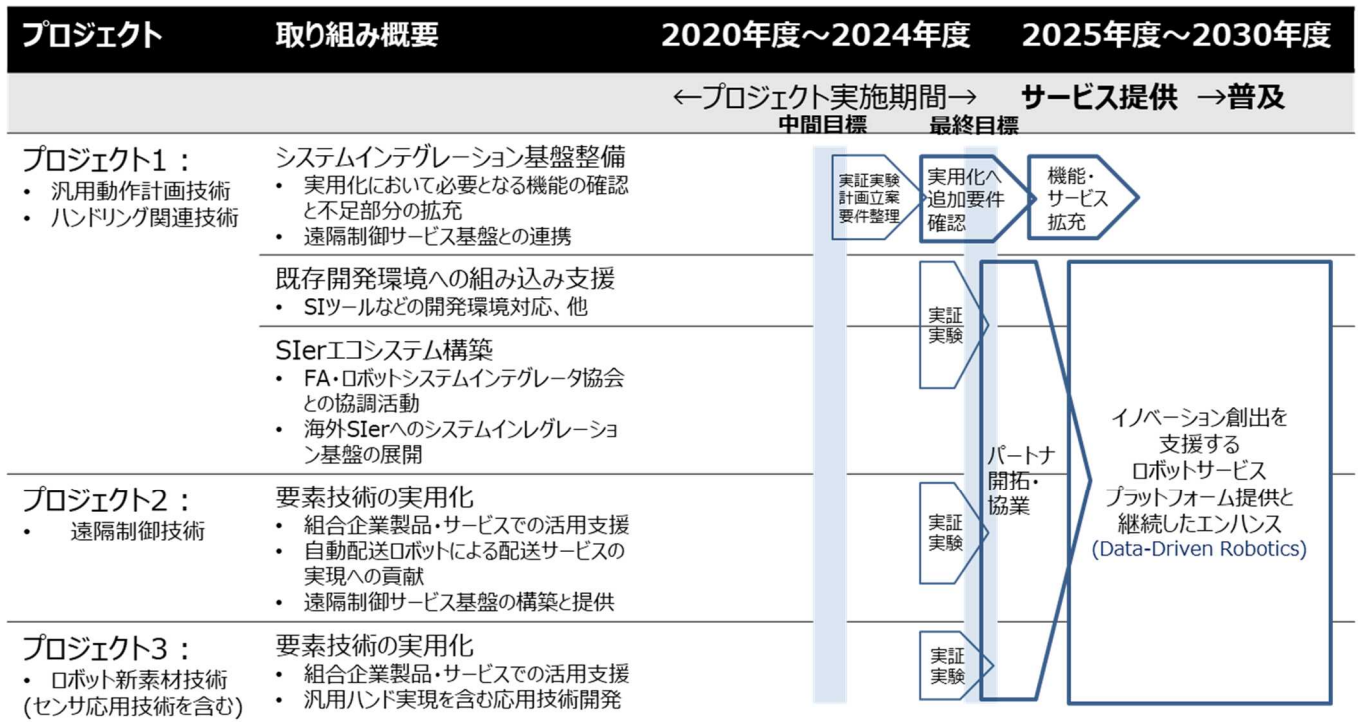 プロジェクト 取り組み概要 2020年度～2024年度 2025年度～2030年度
←プロジェクト実施期間→ サービス提供 →普及
中間目標 最終目標
プロジェクト1：
• 汎用動作計画技術
• ハンドリング関連技術
システムインテグレーション基盤整備
• 実用化において必要となる機能の確認
と不足部分の拡充
• 遠隔制御サービス基盤との連携
実証実験
計画立案
要件整理
実用化へ
追加要件
確認
機能・
サービス
拡充
既存開発環境への組み込み支援
• SIツールなどの開発環境対応、他
実証
実験
SIerエコシステム構築
• FA・ロボットシステムインテグレータ協会
との協調活動
• 海外SIerへのシステムインレグレーショ
ン基盤の展開
パートナ
開拓・
協業
イノベーション創出を
支援する
ロボットサービス
プラットフォーム提供と
継続したエンハンス
(Data-Driven Robotics)
プロジェクト2：
• 遠隔制御技術
要素技術の実用化
• 組合企業製品・サービスでの活用支援
• 自動配送ロボットによる配送サービスの
実現への貢献
• 遠隔制御サービス基盤の構築と提供
実証
実験
プロジェクト3：
• ロボット新素材技術
(センサ応用技術を含む)
要素技術の実用化
• 組合企業製品・サービスでの活用支援
• 汎用ハンド実現を含む応用技術開発
実証
実験